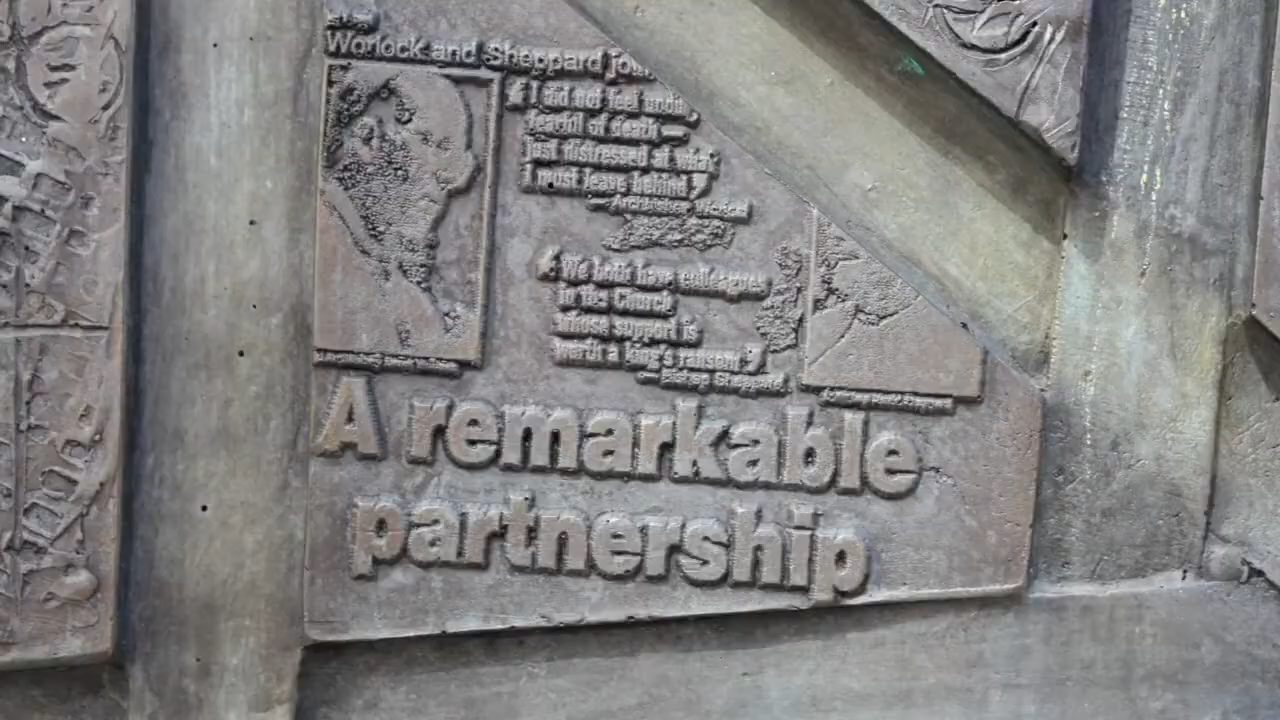 Worlock and Sheppard
I did not feel
fearful of death —
just distressed at what
I must leave behind
— Archbishop Worlock
We both have colleagues
in the Church
whose support is
worth a king's ransom
— Bishop Sheppard
A remarkable
partnership